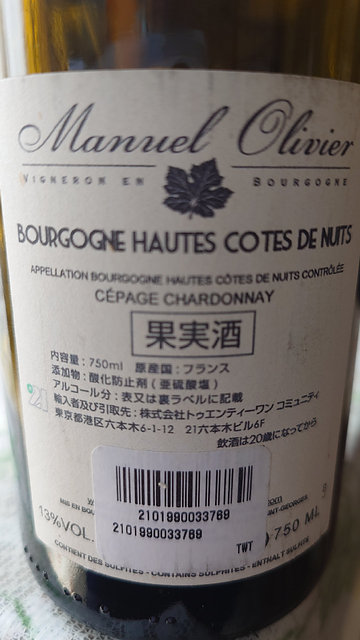 Manuel Olivier
VIGNERON EN BOURGOGNE
BOURGOGNE HAUTES COTES DE NUITS
APPELLATION BOURGOGNE HAUTES CÔTES DE NUITS CONTRÔLÉE
CÉPAGE CHARDONNAY
果実酒
内容量：750ml 原産国：フランス
添加物：酸化防止剤（亜硫酸塩）
アルコール分：表又は裏ラベルに記載
輸入者及び引取先：株式会社トゥエンティーワン コミュニティ
東京都港区六本木6-1-12 21六本木ビル6F
飲酒は20歳になってから
MIS EN BOU
NT-GEORGES
13%VOL.
750 ML
2101990033769
2101990033769
TWT
CONTIENT DES SULFITES - CONTAINS SULPHITES - ENTHALT SULFITE